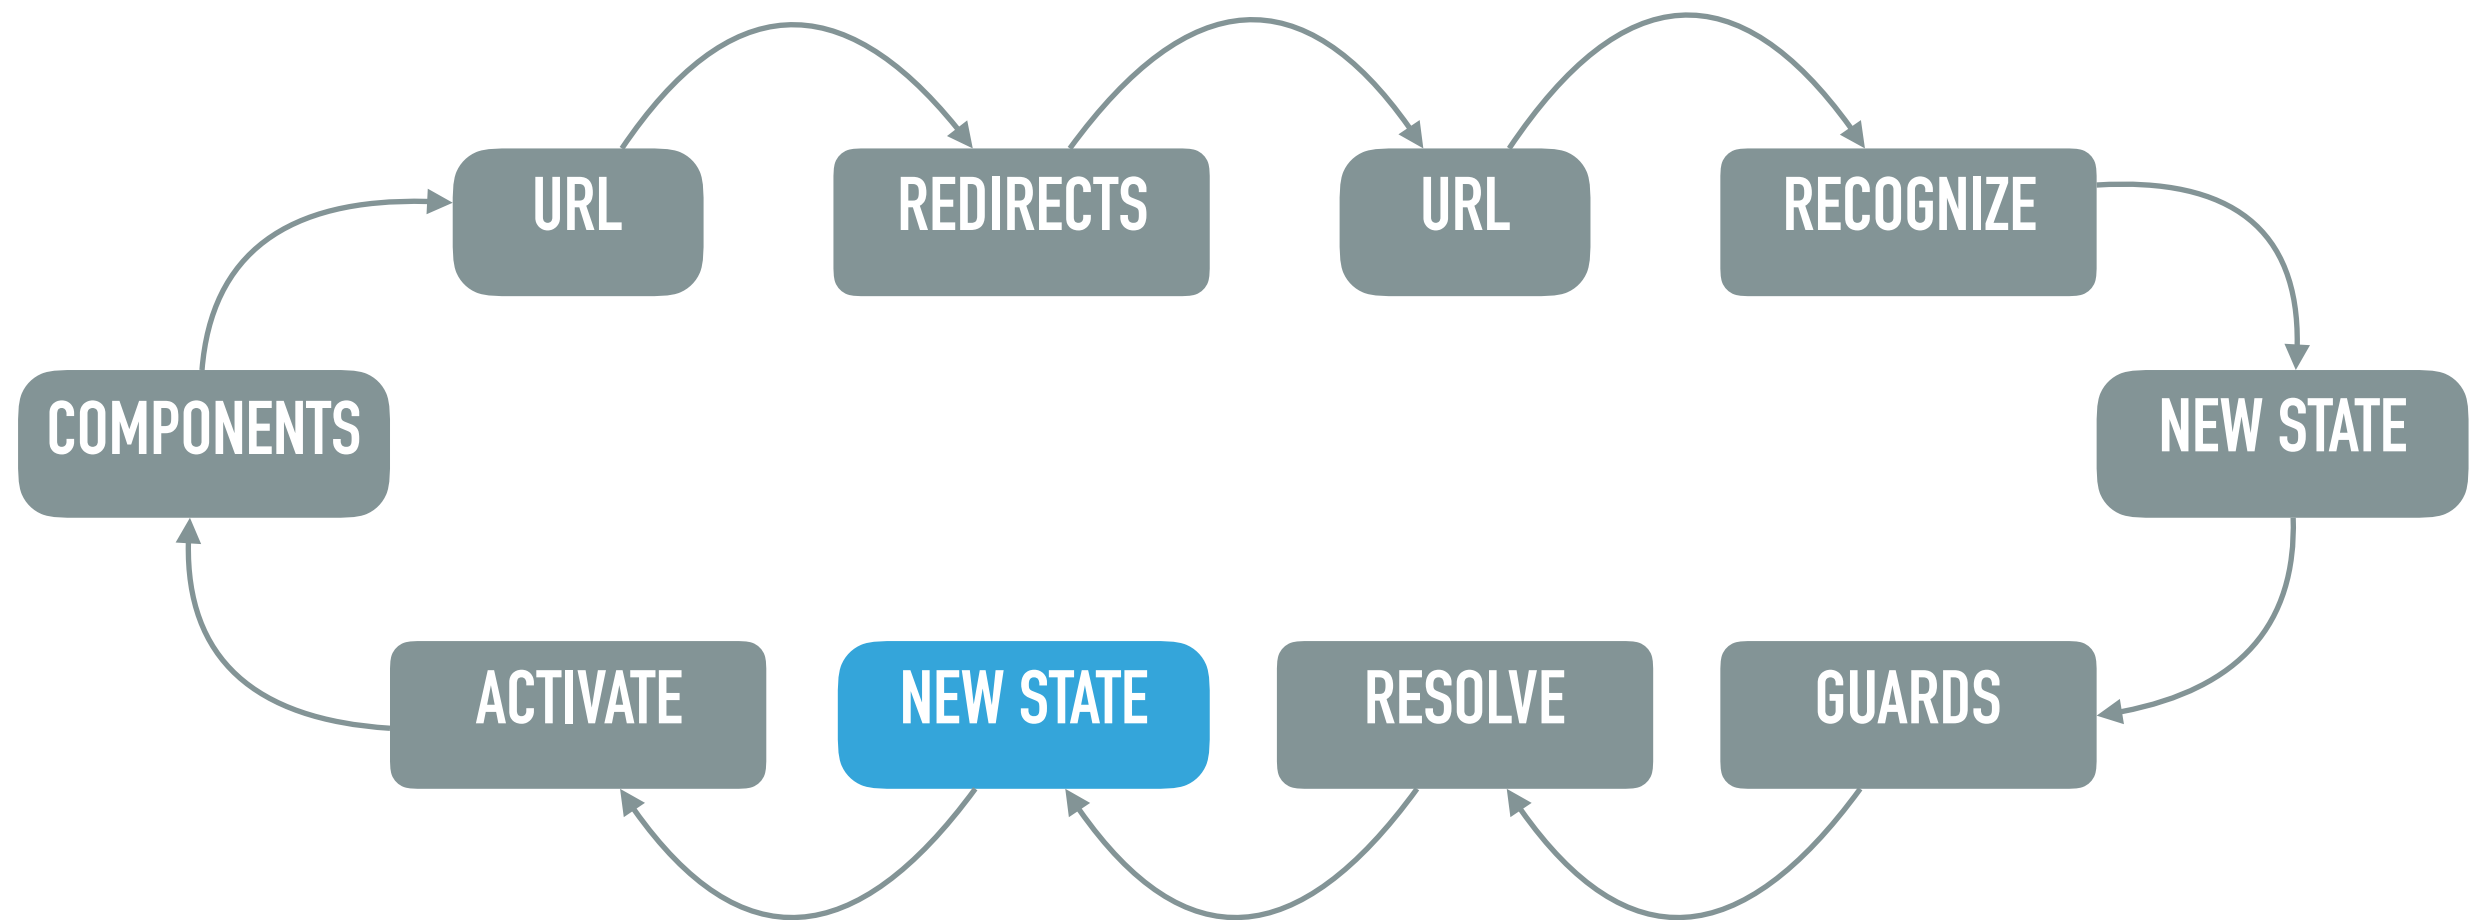 URL
REDIRECTS
URL
RECOGNIZE
COMPONENTS
NEW STATE
ACTIVATE
NEW STATE
RESOLVE
GUARDS